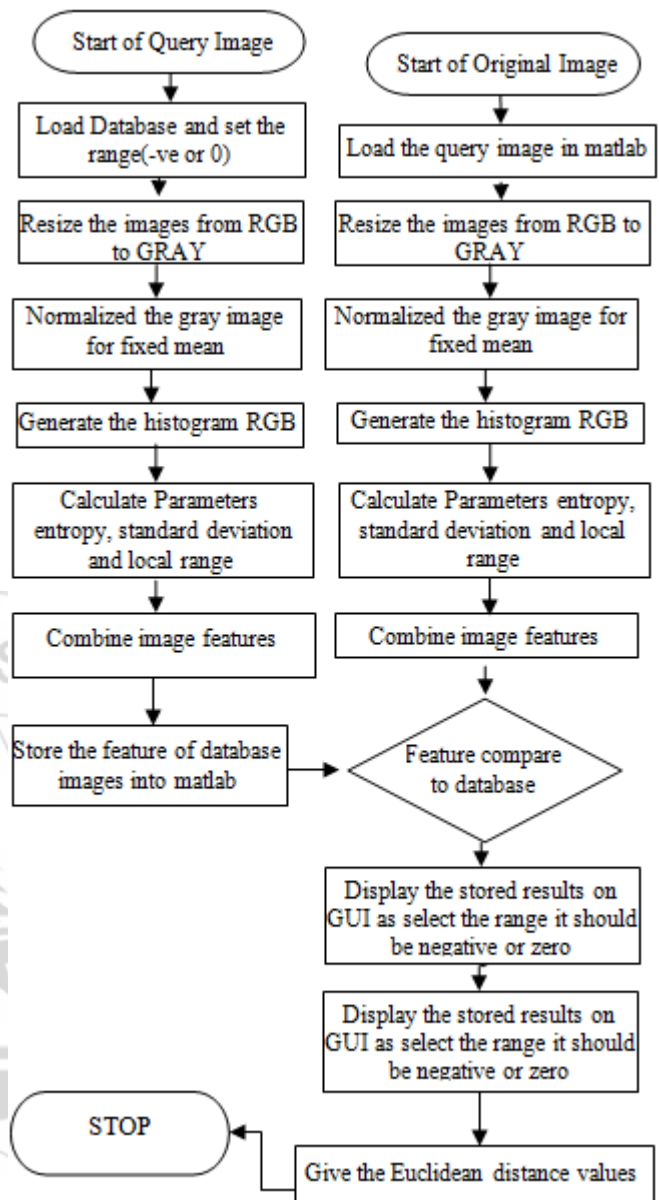 Start of Query Image
Load Database and set the
range(-ve or 0)
Resize the images from RGB
to GRAY
Normalized the gray image
for fixed mean
Generate the histogram RGB
Calculate Parameters
entropy, standard deviation
and local range
Combine image features
Store the feature of database
images into matlab
Start of Original Image
Load the query image in matlab
Resize the images from RGB to
GRAY
Normalized the gray image for
fixed mean
Generate the histogram RGB
Calculate Parameters entropy,
standard deviation and local
range
Combine image features
Feature compare
to database
Display the stored results on
GUI as select the range it should
be negative or zero
Display the stored results on
GUI as select the range it should
be negative or zero
Give the Euclidean distance values
STOP